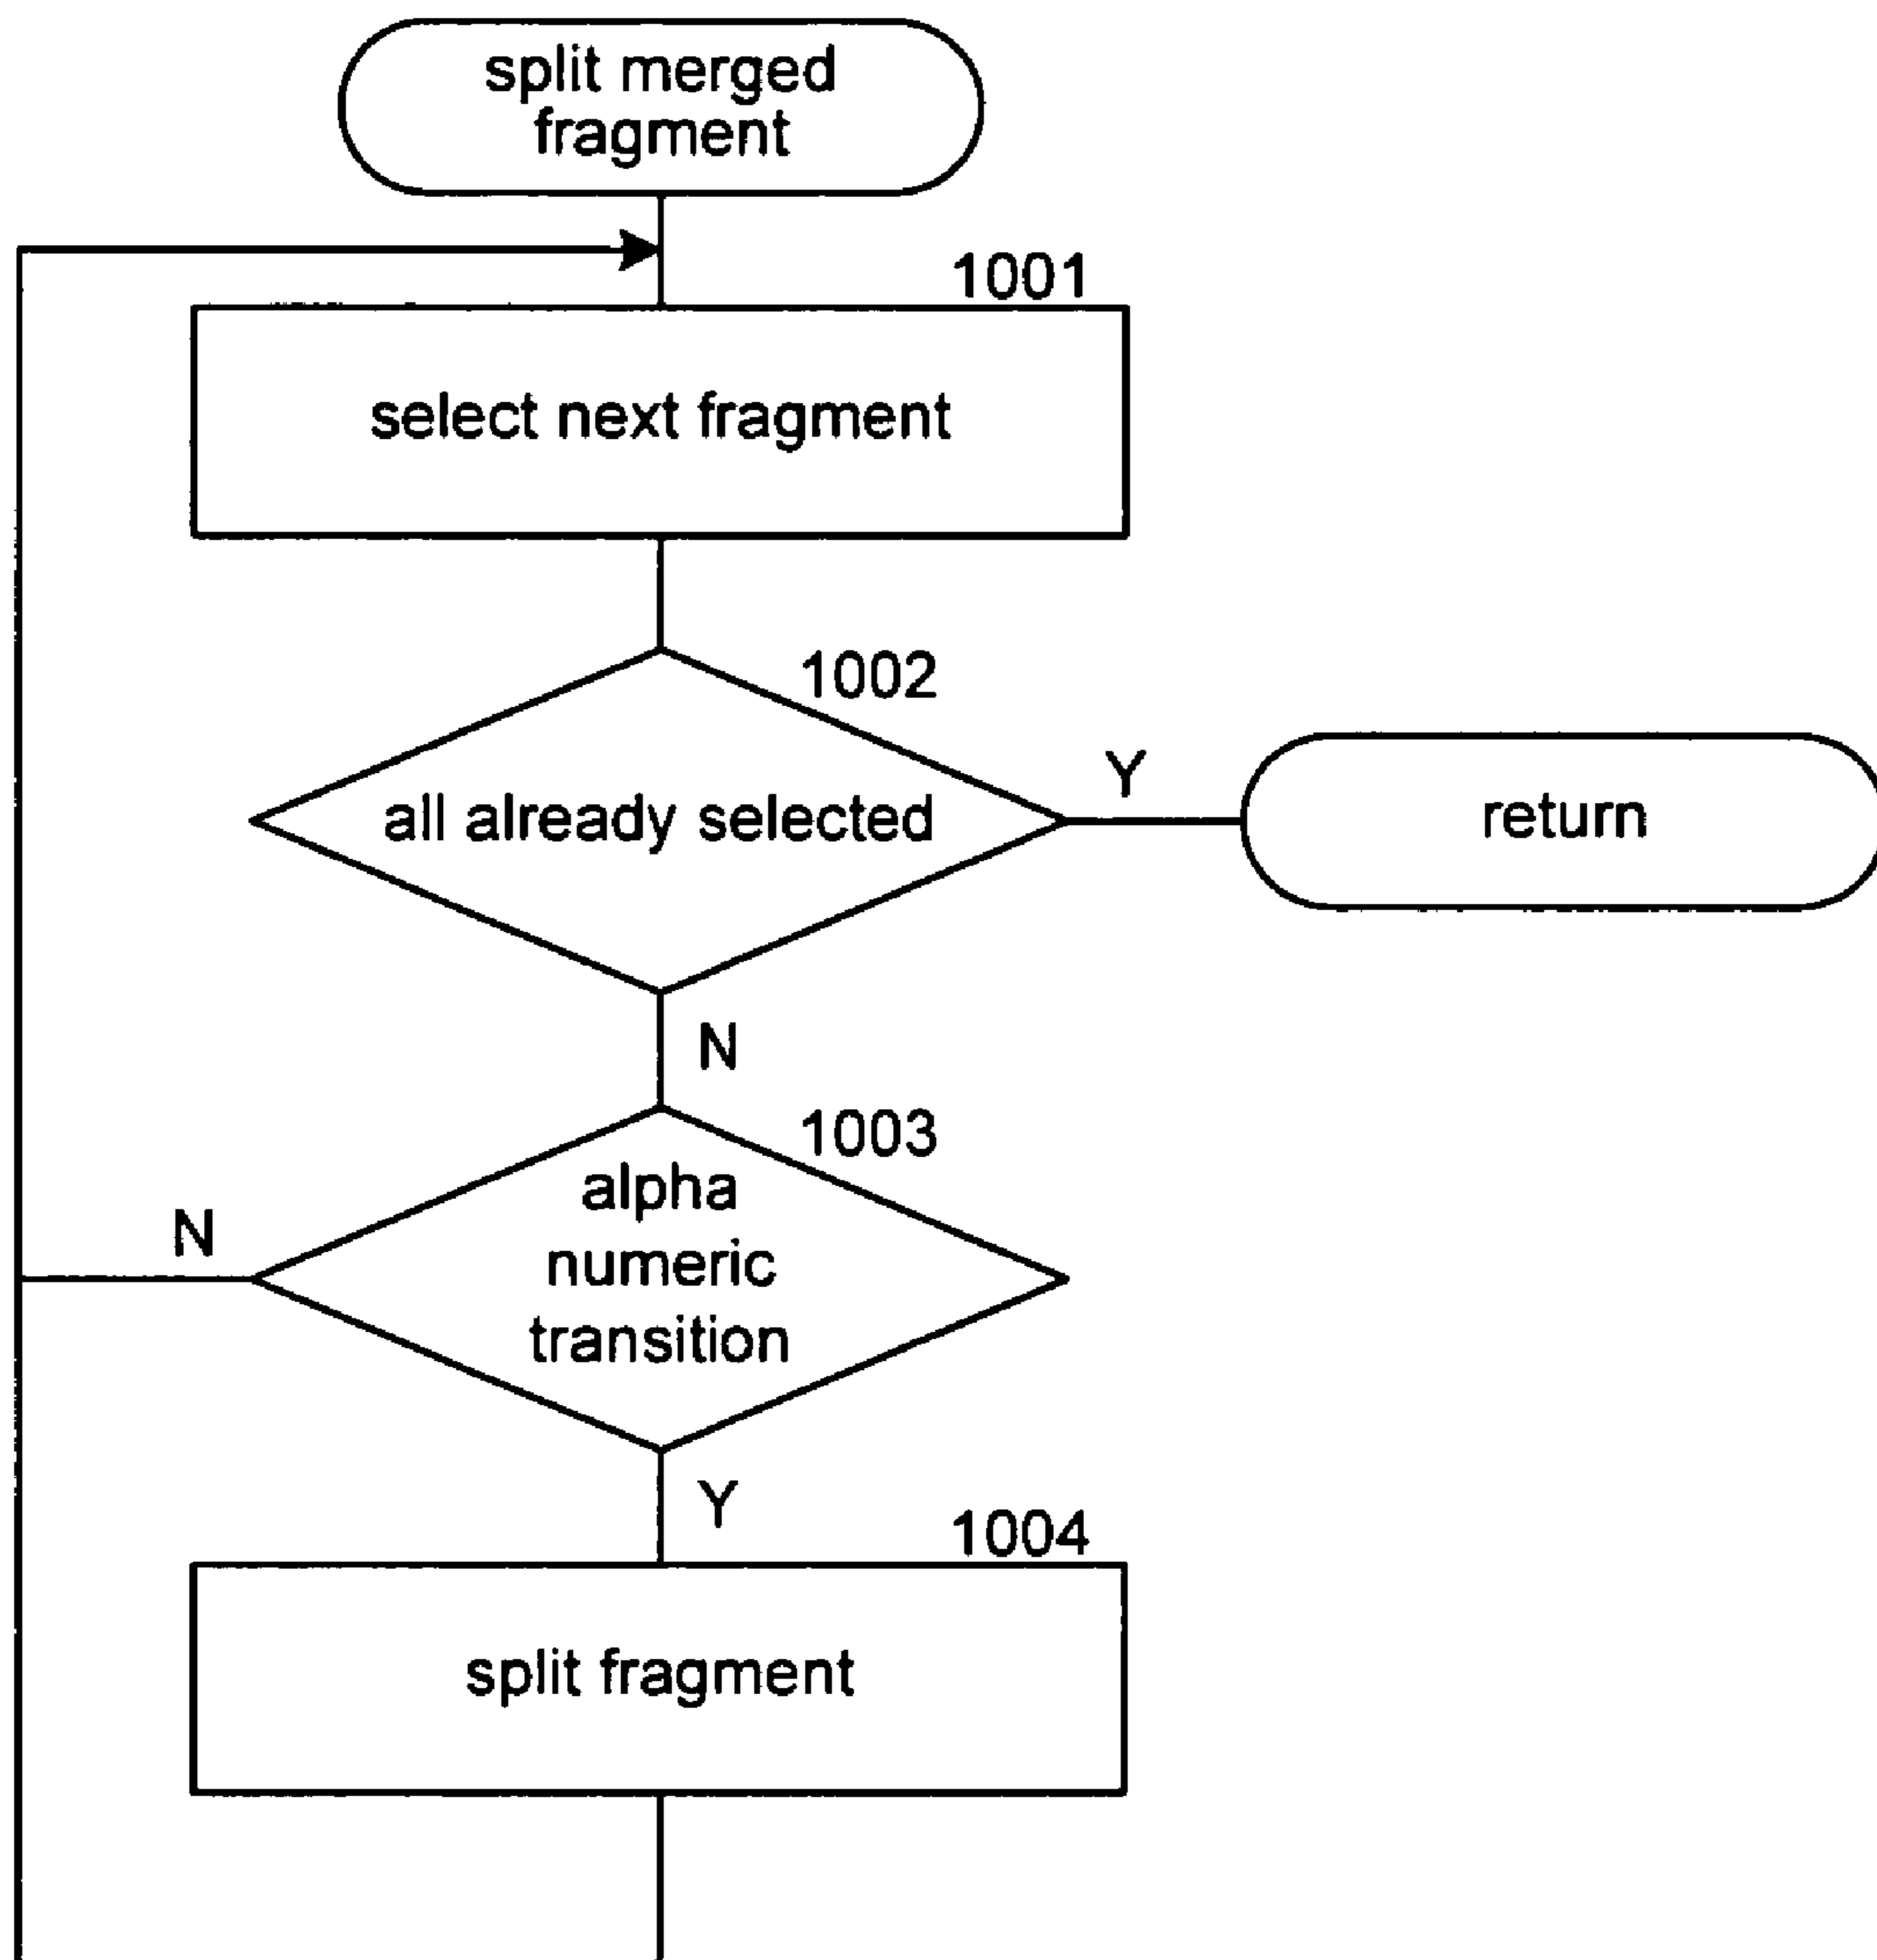 split merged
fragment
1001
select next fragment
1002
all already selected
Y
return
N
1003
alpha
numeric
transition
N
Y
1004
split fragment